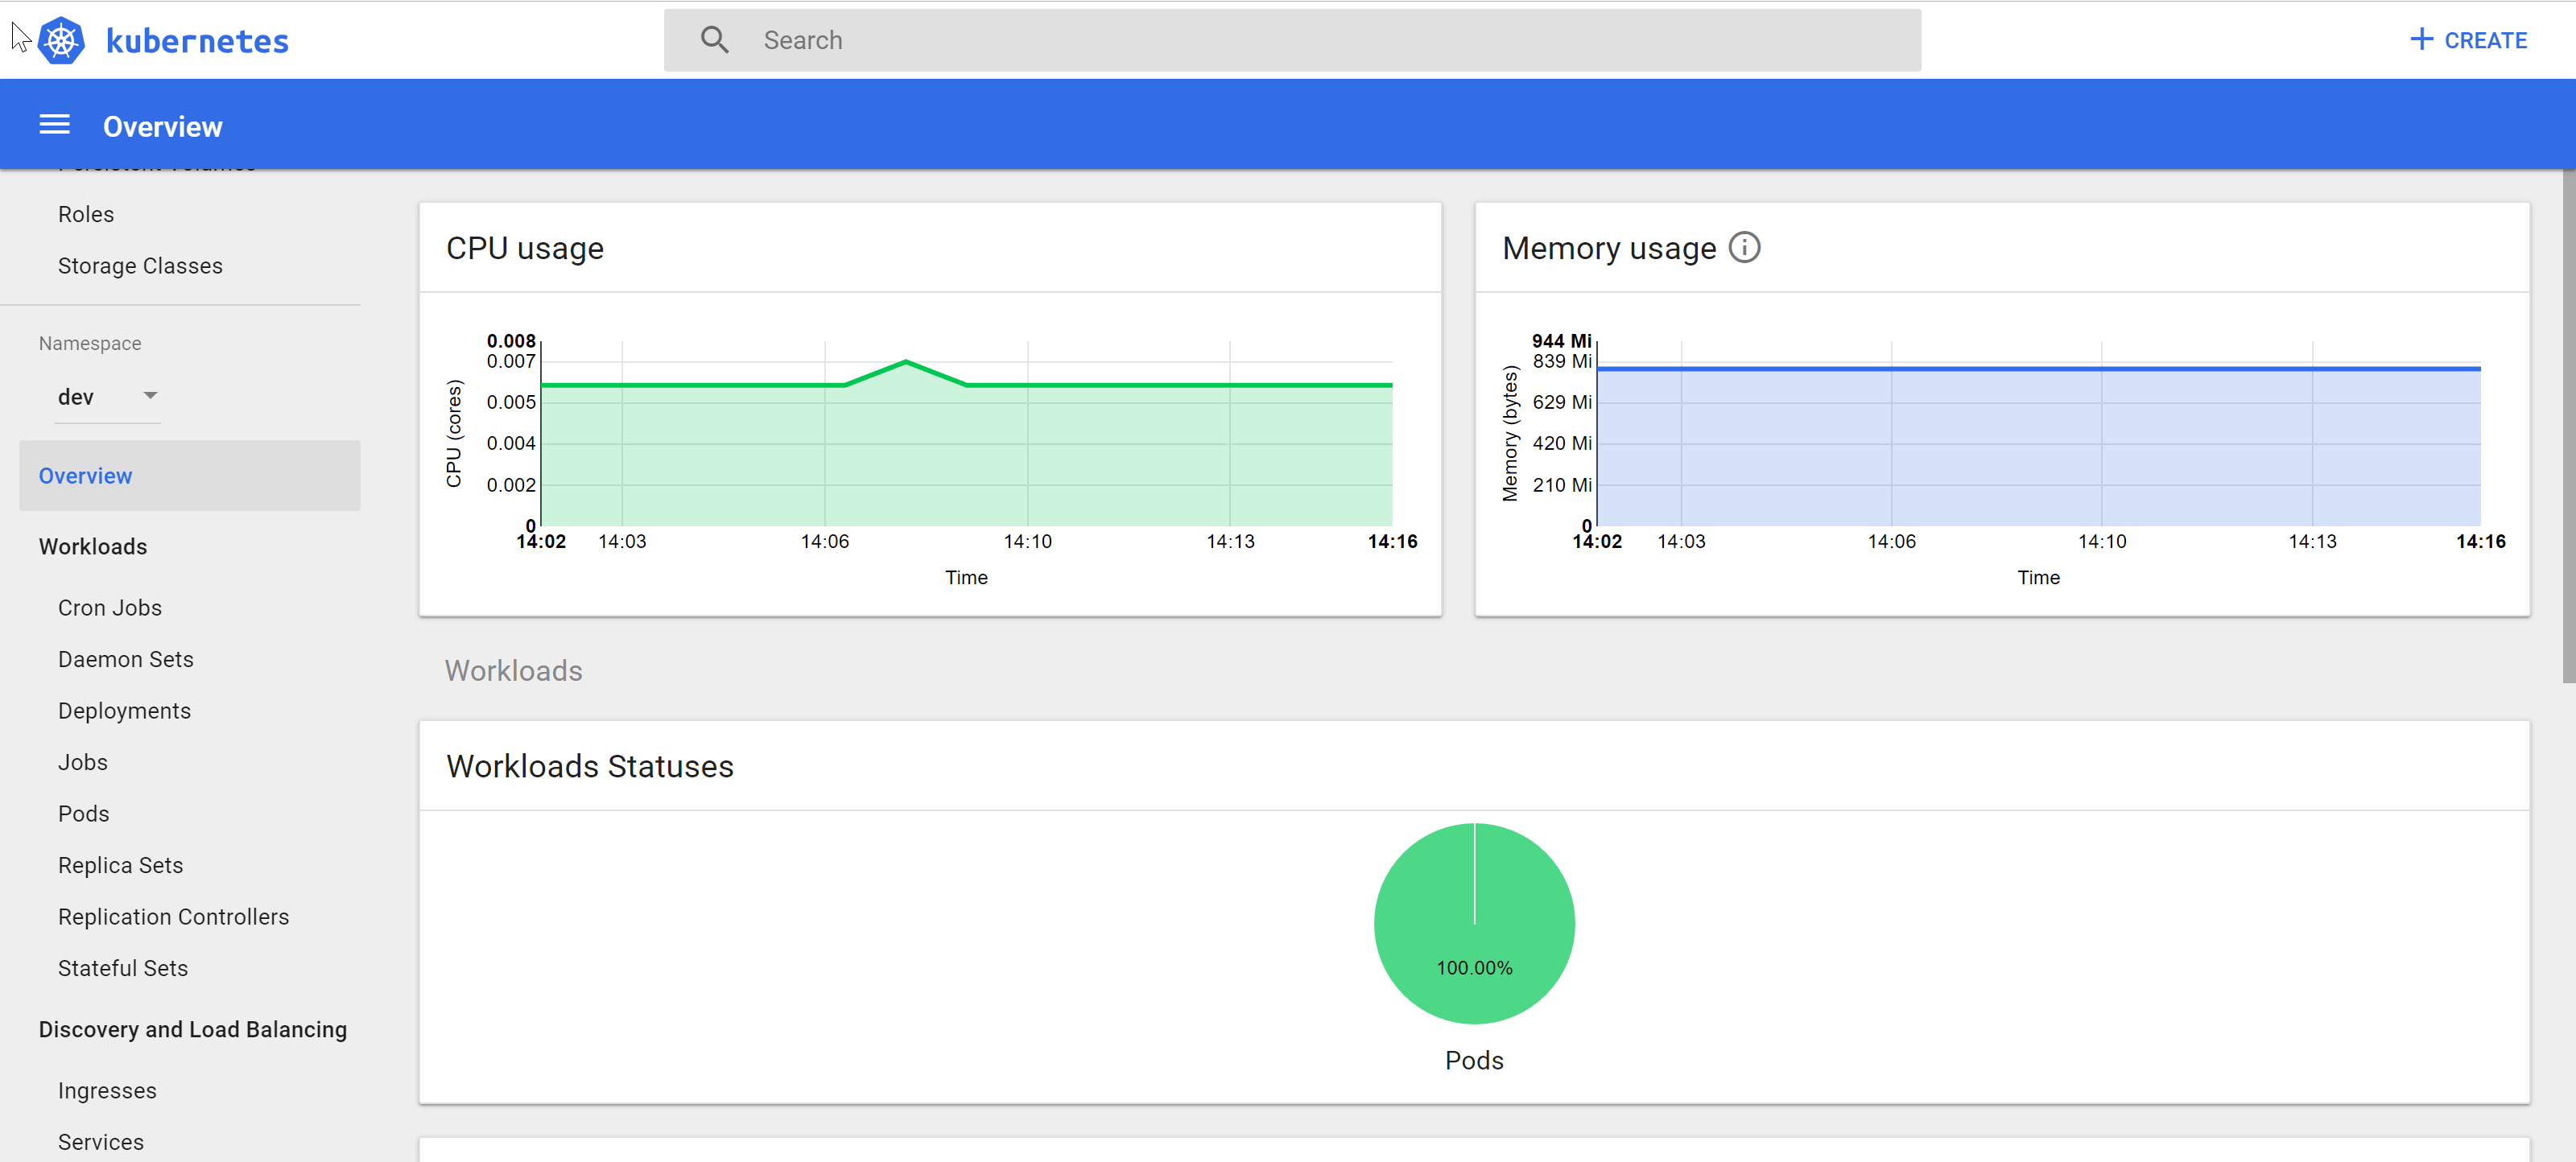 kubernetes
Search
+ CREATE
Overview
Persistent Volumes
Roles
Storage Classes
Namespace
dev
Overview
Workloads
Cron Jobs
Daemon Sets
Deployments
Jobs
Pods
Replica Sets
Replication Controllers
Stateful Sets
Discovery and Load Balancing
Ingresses
Services
CPU usage
CPU (cores)
0.008
0.007
0.005
0.004
0.002
0
14:02 14:03 14:06 14:10 14:13 14:16
Time
Memory usage
Memory (bytes)
944 Mi
839 Mi
629 Mi
420 Mi
210 Mi
0
14:02 14:03 14:06 14:10 14:13 14:16
Time
Workloads
Workloads Statuses
100.00%
Pods